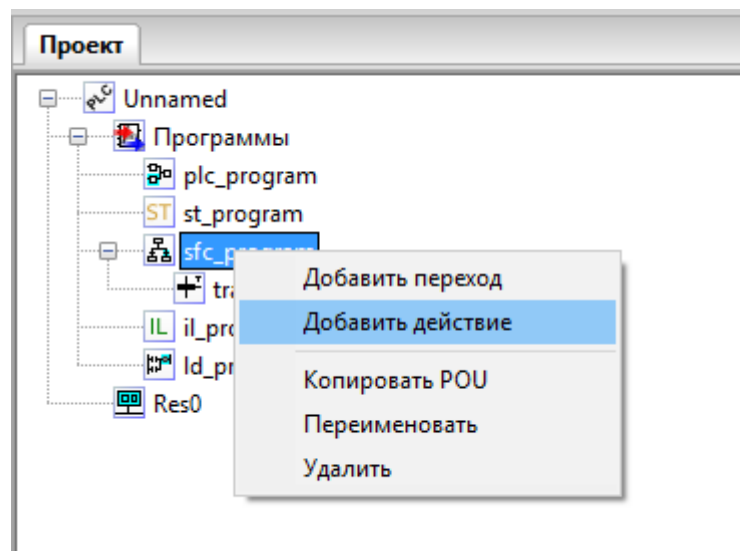 Проект
Unnamed
Программы
plc_program
ST st_program
sfc_program
Добавить переход
Добавить действие
IL
Копировать POU
Res0
Переименовать
Удалить